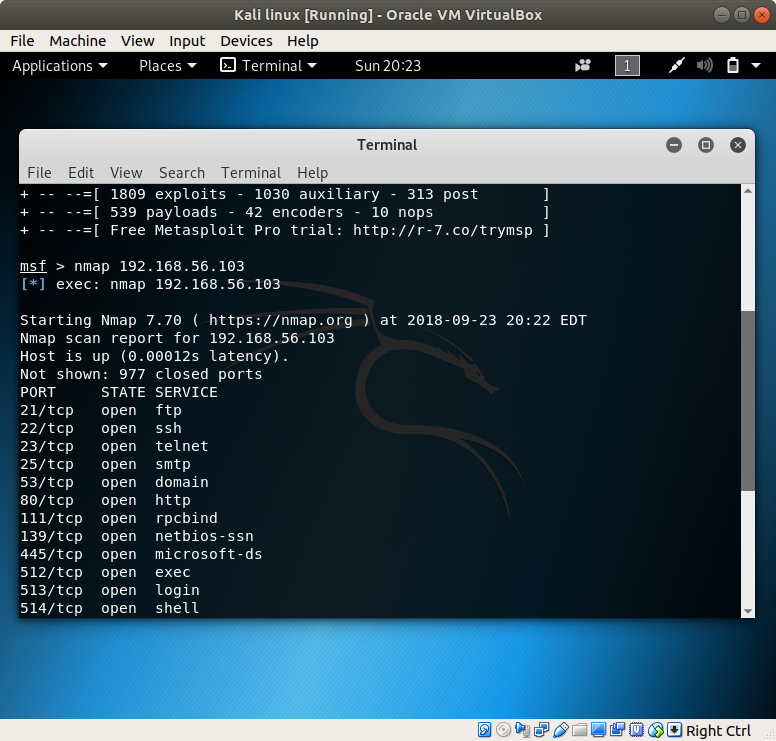 Kali linux [Running] - Oracle VM VirtualBox
File Machine View Input Devices Help
Applications Places Terminal Sun 20:23 1
Terminal
File Edit View Search Terminal Help
+ -- --=[ 1809 exploits - 1030 auxiliary - 313 post       ]
+ -- --=[ 539 payloads - 42 encoders - 10 nops            ]
+ -- --=[ Free Metasploit Pro trial: http://r-7.co/trymsp ]
msf > nmap 192.168.56.103
[*] exec: nmap 192.168.56.103
Starting Nmap 7.70 ( https://nmap.org ) at 2018-09-23 20:22 EDT
Nmap scan report for 192.168.56.103
Host is up (0.00012s latency).
Not shown: 977 closed ports
PORT     STATE SERVICE
21/tcp   open  ftp
22/tcp   open  ssh
23/tcp   open  telnet
25/tcp   open  smtp
53/tcp   open  domain
80/tcp   open  http
111/tcp  open  rpcbind
139/tcp  open  netbios-ssn
445/tcp  open  microsoft-ds
512/tcp  open  exec
513/tcp  open  login
514/tcp  open  shell
Right Ctrl